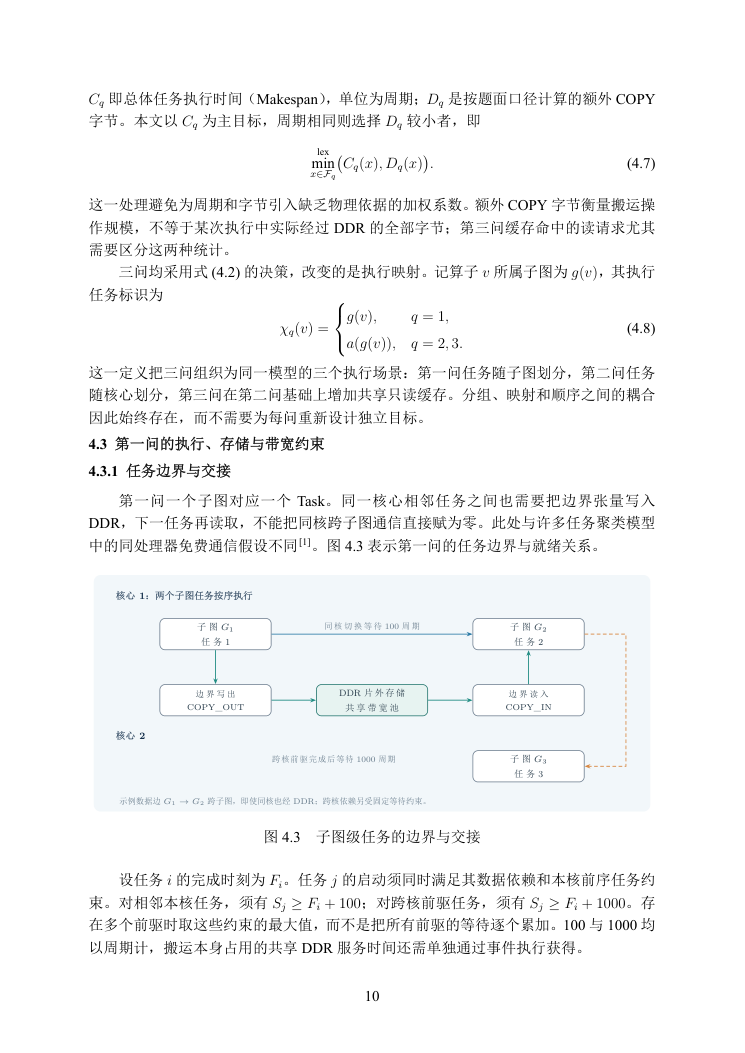 C_q 即总体任务执行时间（Makespan），单位为周期；D_q 是按题面口径计算的额外 COPY
字节。本文以 C_q 为主目标，周期相同则选择 D_q 较小者，即
lex min x∈F_q (C_q(x), D_q(x)). (4.7)
这一处理避免为周期和字节引入缺乏物理依据的加权系数。额外 COPY 字节衡量搬运操
作规模，不等于某次执行中实际经过 DDR 的全部字节；第三问缓存命中的读请求尤其
需要区分这两种统计。
三问均采用式 (4.2) 的决策，改变的是执行映射。记算子 v 所属子图为 g(v)，其执行
任务标识为
χ_q(v) = { g(v), q = 1,
a(g(v)), q = 2, 3. (4.8)
这一定义把三问组织为同一模型的三个执行场景：第一问任务随子图划分，第二问任务
随核心划分，第三问在第二问基础上增加共享只读缓存。分组、映射和顺序之间的耦合
因此始终存在，而不需要为每问重新设计独立目标。
4.3 第一问的执行、存储与带宽约束
4.3.1 任务边界与交接
第一问一个子图对应一个 Task。同一核心相邻任务之间也需要把边界张量写入
DDR，下一任务再读取，不能把同核跨子图通信直接赋为零。此处与许多任务聚类模型
中的同处理器免费通信假设不同[1]。图 4.3 表示第一问的任务边界与就绪关系。
核心 1：两个子图任务按序执行
子图 G₁
任务 1
同核切换等待 100 周期
子图 G₂
任务 2
边界写出
COPY_OUT
DDR 片外存储
共享带宽池
边界读入
COPY_IN
核心 2
跨核前驱完成后等待 1000 周期
子图 G₃
任务 3
示例数据边 G₁ → G₂ 跨子图，即使同核也经 DDR；跨核依赖另受固定等待约束。
图 4.3 子图级任务的边界与交接
设任务 i 的完成时刻为 F_i。任务 j 的启动须同时满足其数据依赖和本核前序任务约
束。对相邻本核任务，须有 S_j ≥ F_i + 100；对跨核前驱任务，须有 S_j ≥ F_i + 1000。存
在多个前驱时取这些约束的最大值，而不是把所有前驱的等待逐个累加。100 与 1000 均
以周期计，搬运本身占用的共享 DDR 服务时间还需单独通过事件执行获得。
10